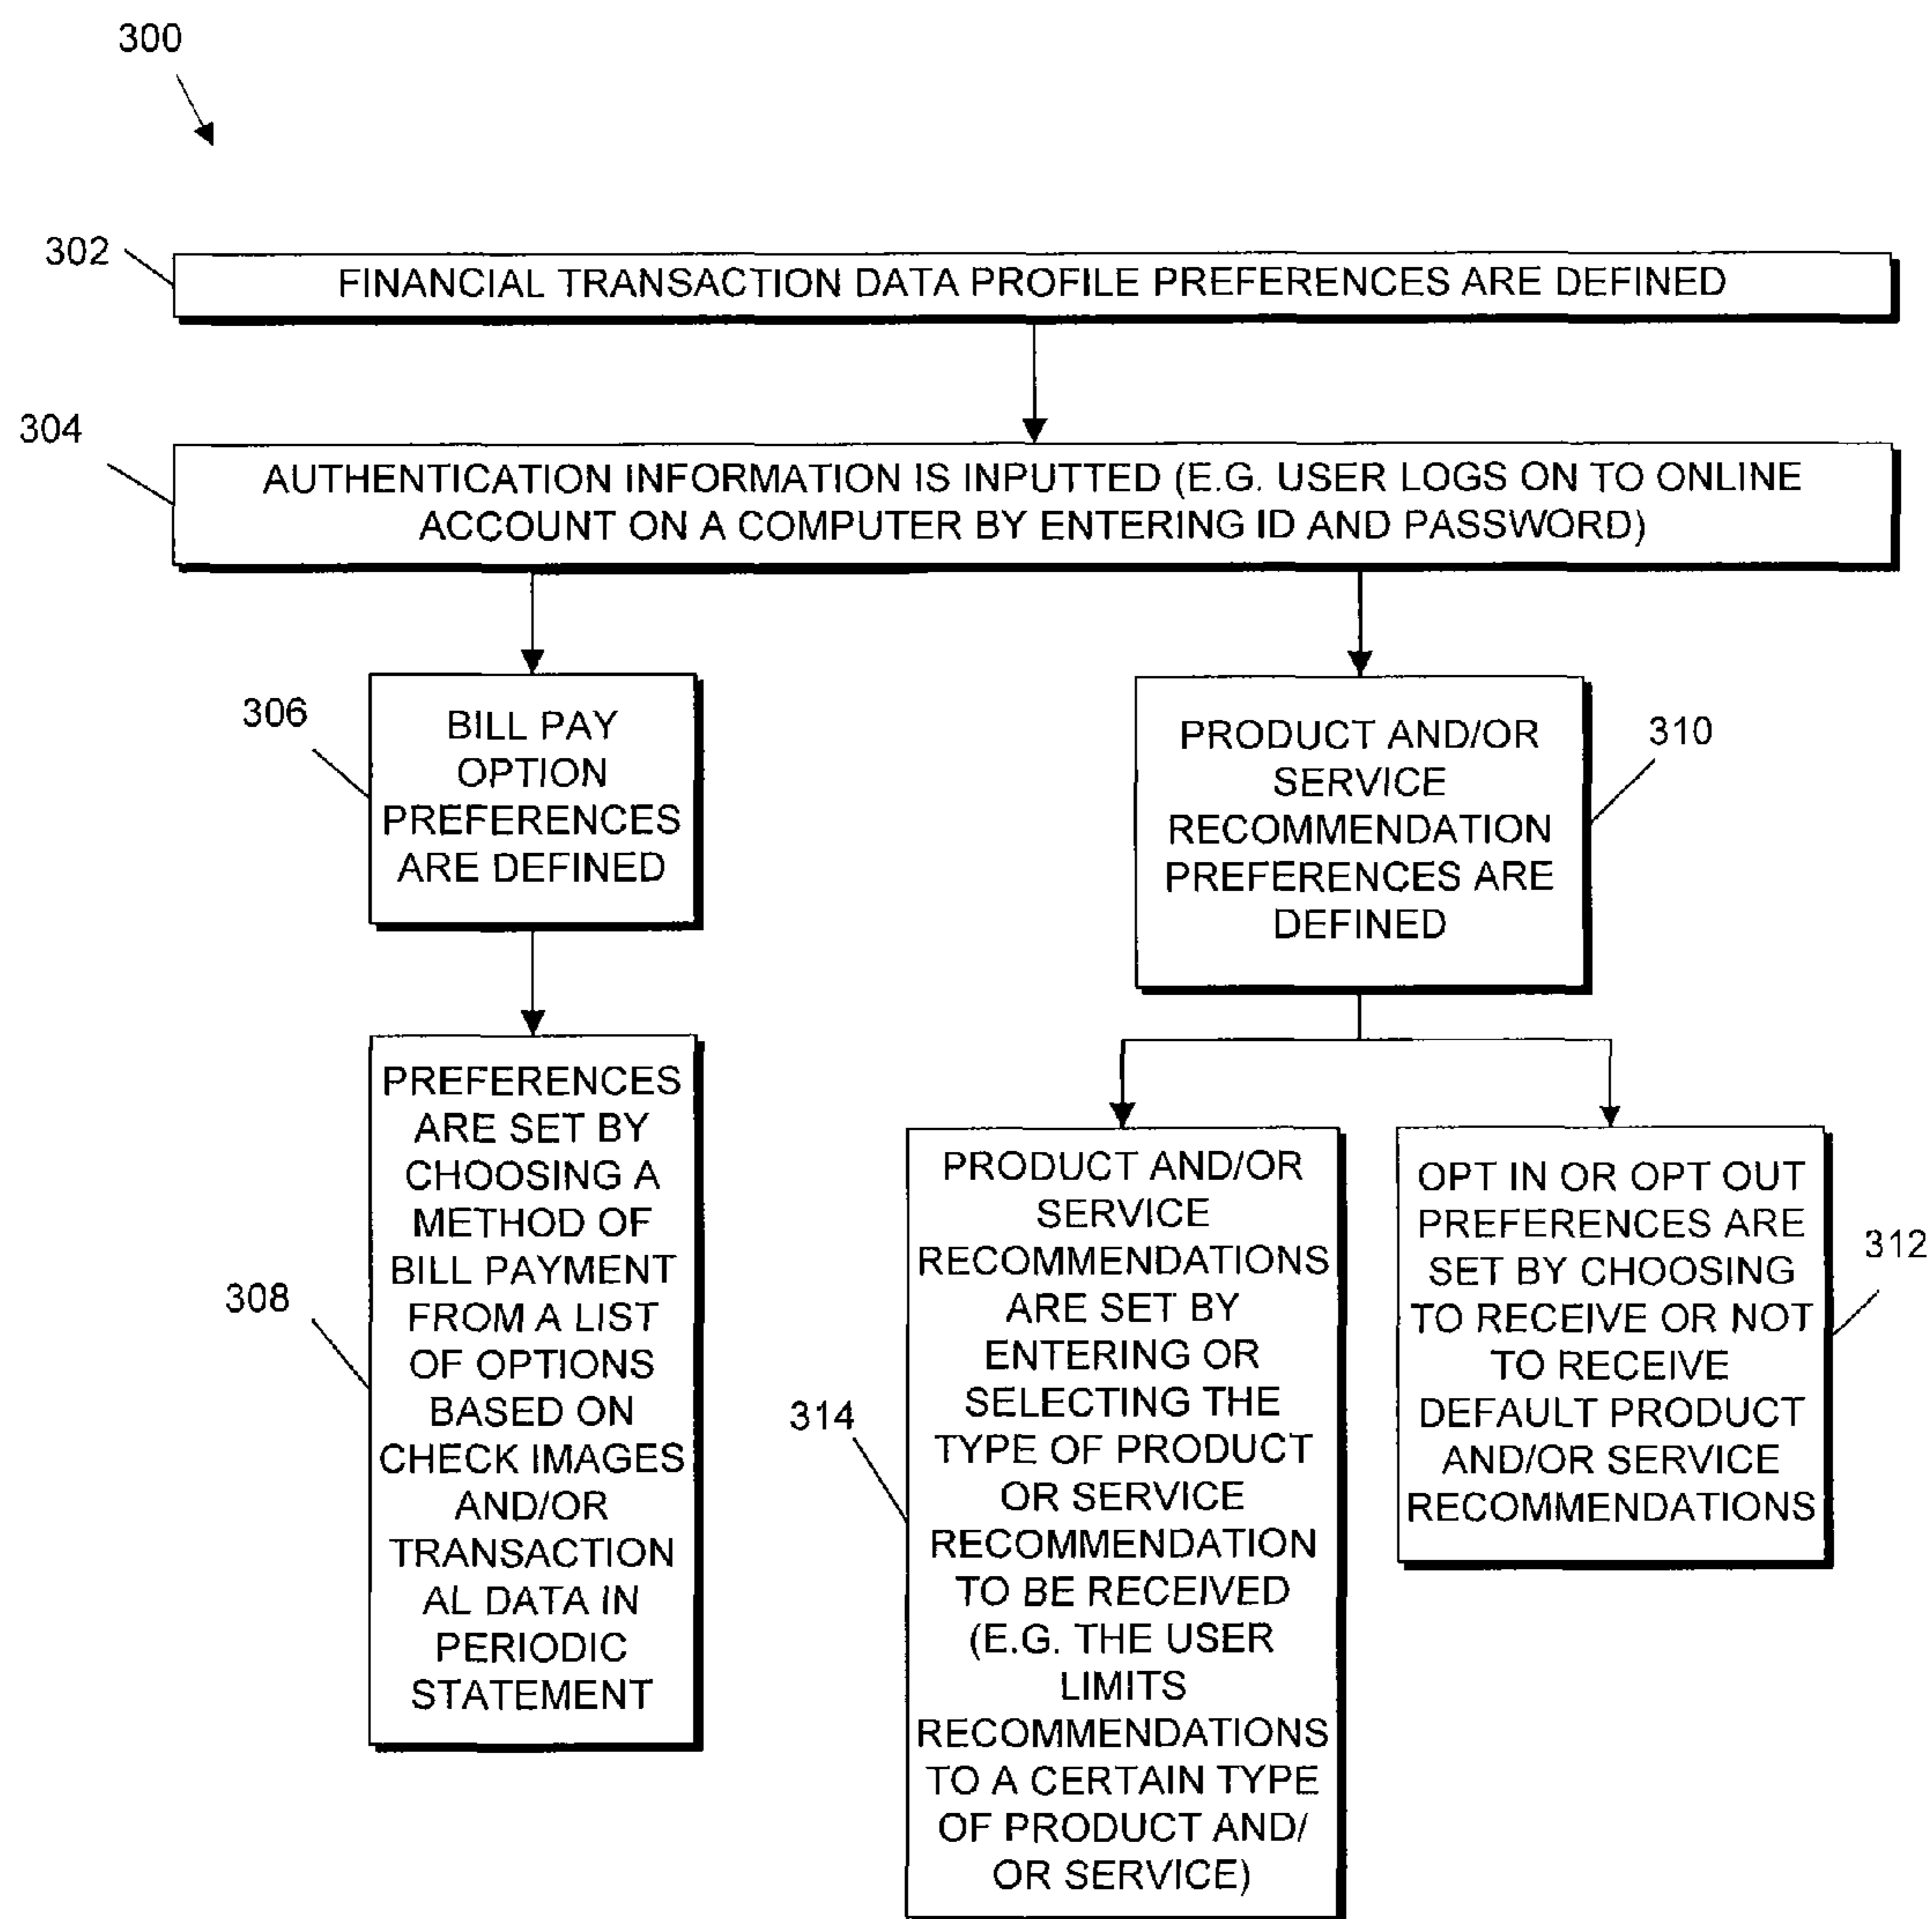 300
302
FINANCIAL TRANSACTION DATA PROFILE PREFERENCES ARE DEFINED
304
AUTHENTICATION INFORMATION IS INPUTTED (E.G. USER LOGS ON TO ONLINE
ACCOUNT ON A COMPUTER BY ENTERING ID AND PASSWORD)
306
BILL PAY
OPTION
PREFERENCES
ARE DEFINED
310
PRODUCT AND/OR
SERVICE
RECOMMENDATION
PREFERENCES ARE
DEFINED
308
PREFERENCES
ARE SET BY
CHOOSING A
METHOD OF
BILL PAYMENT
FROM A LIST
OF OPTIONS
BASED ON
CHECK IMAGES
AND/OR
TRANSACTION
AL DATA IN
PERIODIC
STATEMENT
314
PRODUCT AND/OR
SERVICE
RECOMMENDATIONS
ARE SET BY
ENTERING OR
SELECTING THE
TYPE OF PRODUCT
OR SERVICE
RECOMMENDATION
TO BE RECEIVED
(E.G. THE USER
LIMITS
RECOMMENDATIONS
TO A CERTAIN TYPE
OF PRODUCT AND/
OR SERVICE)
312
OPT IN OR OPT OUT
PREFERENCES ARE
SET BY CHOOSING
TO RECEIVE OR NOT
TO RECEIVE
DEFAULT PRODUCT
AND/OR SERVICE
RECOMMENDATIONS